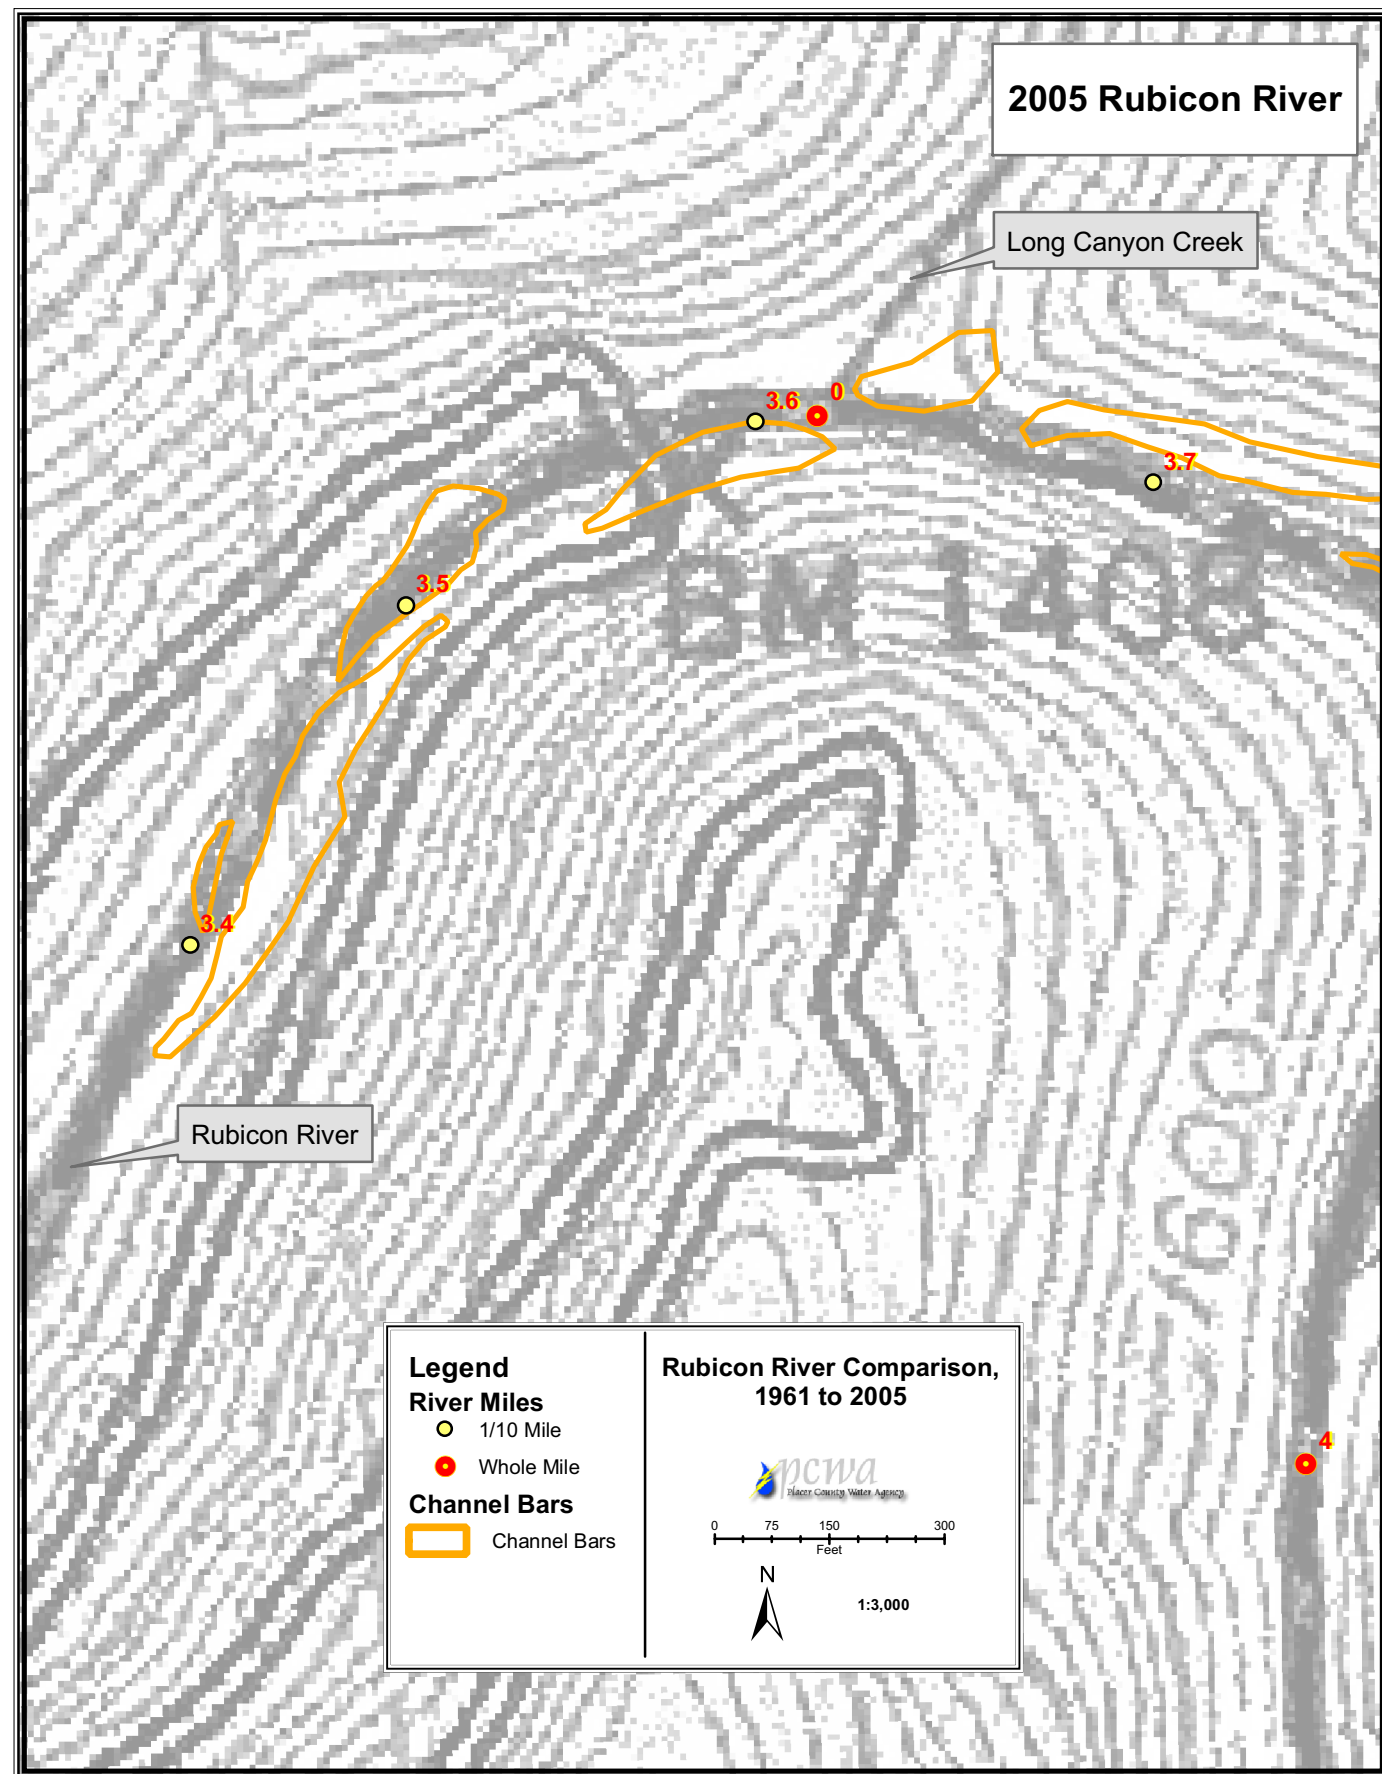 2005 Rubicon River
Long Canyon Creek
0
3.6
3.7
3.5
BM 1408
3.4
Rubicon River
4
Legend
River Miles
1/10 Mile
Whole Mile
Channel Bars
Channel Bars
Rubicon River Comparison,
1961 to 2005
pcwa
Placer County Water Agency
0 75 150 300
Feet
N
1:3,000